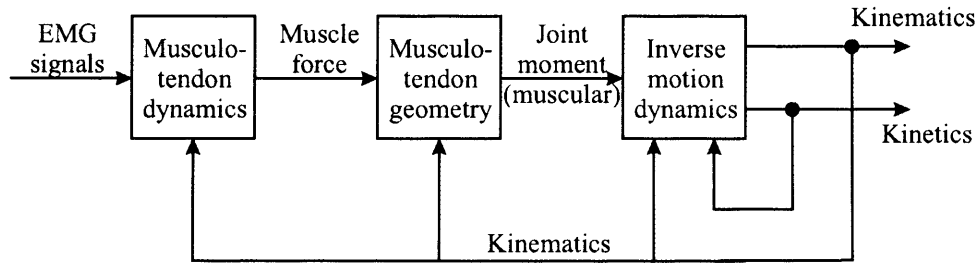 EMG
signals
Musculo-
tendon
dynamics
Muscle
force
Musculo-
tendon
geometry
Joint
moment
(muscular)
Inverse
motion
dynamics
Kinematics
Kinetics
Kinematics